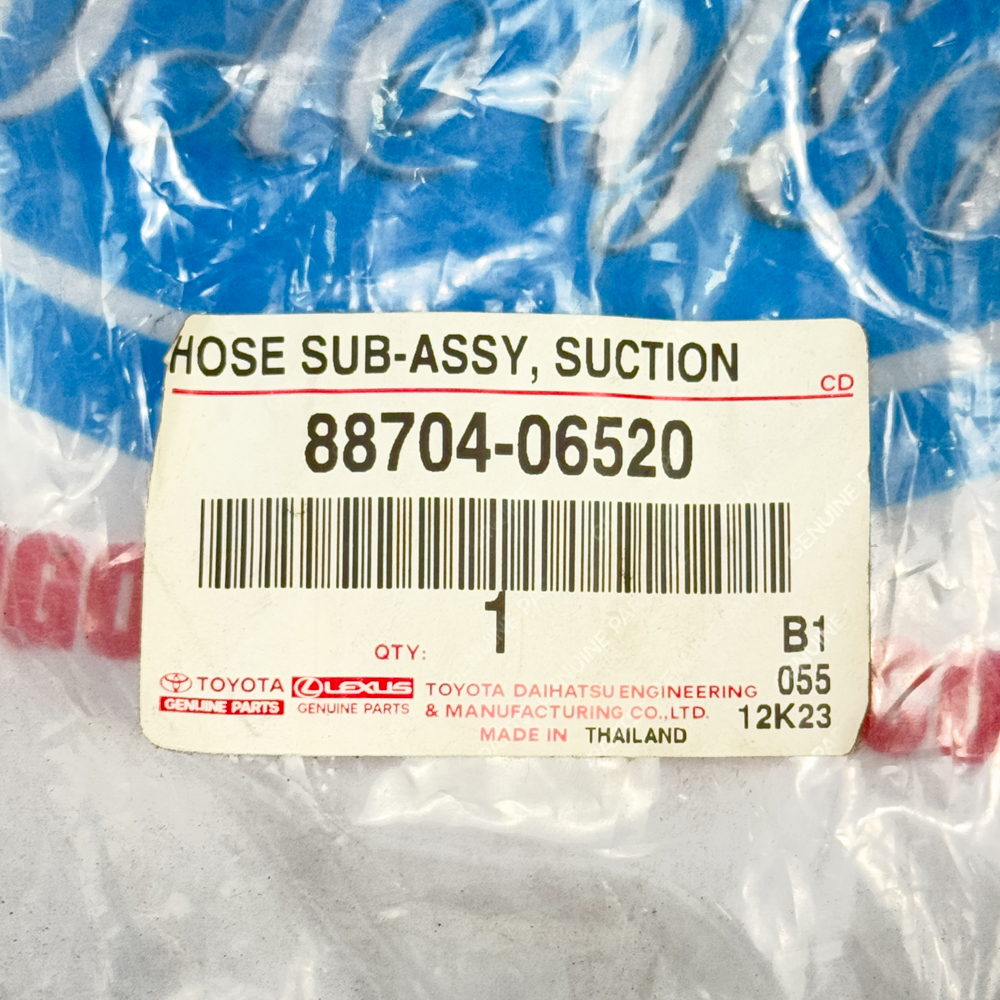 HOSE SUB-ASSY, SUCTION
CD
88704-06520
1
QTY:
B1
055
12K23
TOYOTA
GENUINE PARTS
LEXUS
GENUINE PARTS
TOYOTA DAIHATSU ENGINEERING
& MANUFACTURING CO.,LTD.
MADE IN THAILAND